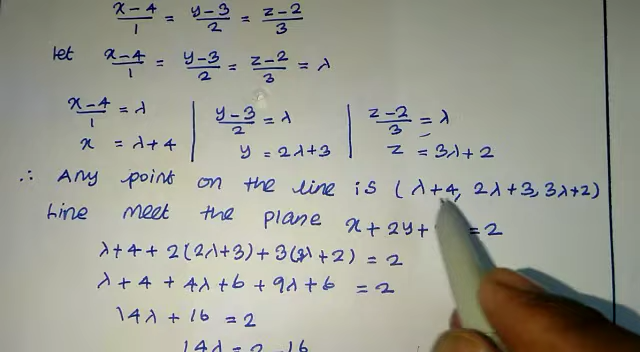 x-4/1 = y-3/2 = z-2/3
let x-4/1 = y-3/2 = z-2/3 = λ
x-4/1 = λ | y-3/2 = λ | z-2/3 = λ
x = λ+4 | y = 2λ+3 | z = 3λ+2
∴ Any point on the line is (λ+4, 2λ+3, 3λ+2)
Line meet the plane x + 2y + = 2
λ+4 + 2(2λ+3) + 3(3λ+2) = 2
λ + 4 + 4λ + 6 + 9λ + 6 = 2
14λ + 16 = 2
14λ = 2 - 16